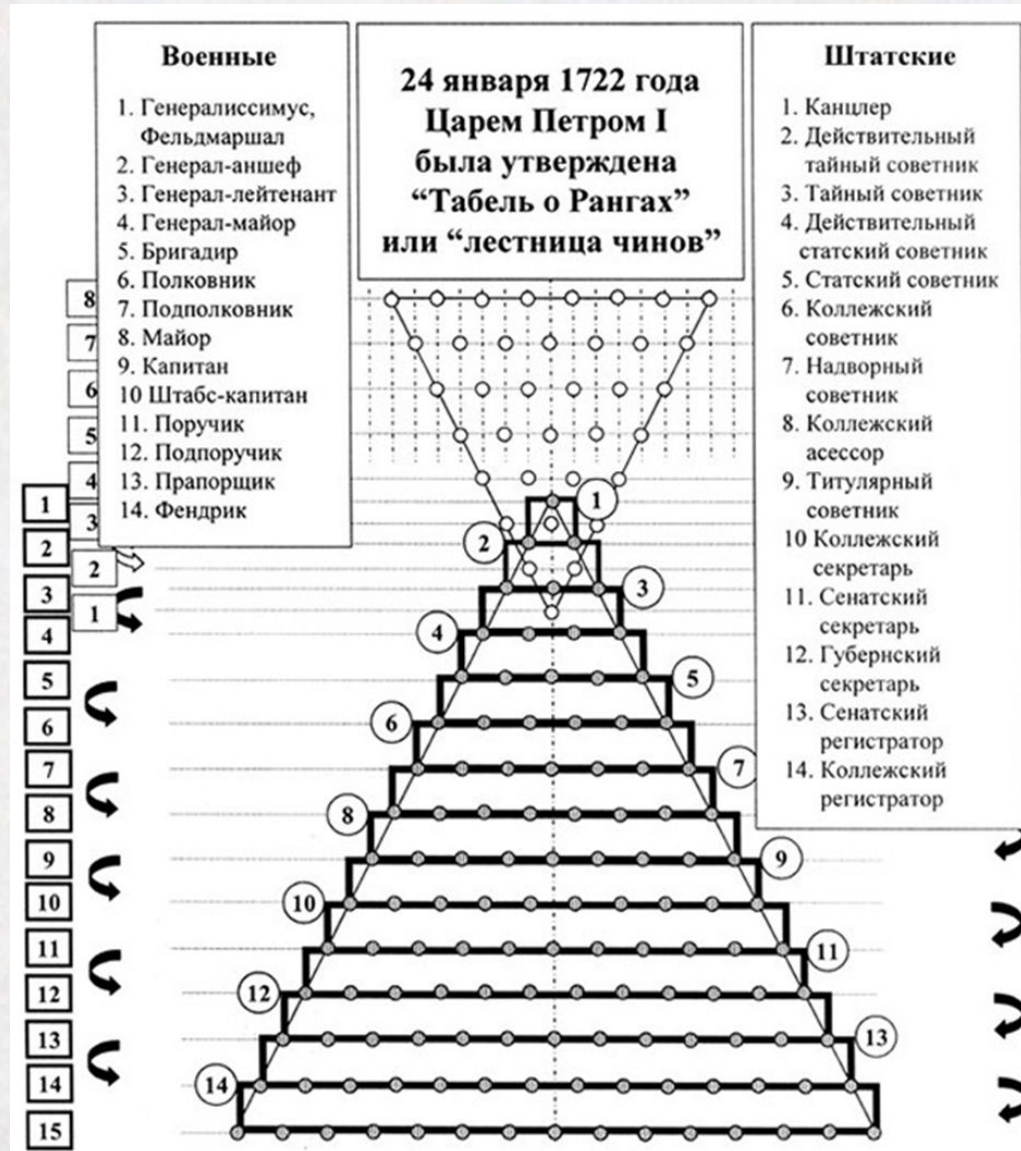 Военные
1. Генералиссимус,
Фельдмаршал
2. Генерал-аншеф
3. Генерал-лейтенант
4. Генерал-майор
5. Бригадир
6. Полковник
7. Подполковник
8. Майор
9. Капитан
10 Штабс-капитан
11. Поручик
12. Подпоручик
13. Прапорщик
14. Фендрик
24 января 1722 года
Царем Петром I
была утверждена
“Табель о Рангах”
или “лестница чинов”
Штатские
1. Канцлер
2. Действительный
тайный советник
3. Тайный советник
4. Действительный
статский советник
5. Статский советник
6. Коллежский
советник
7. Надворный
советник
8. Коллежский
асессор
9. Титулярный
советник
10 Коллежский
секретарь
11. Сенатский
секретарь
12. Губернский
секретарь
13. Сенатский
регистратор
14. Коллежский
регистратор
8
7
6
5
4
3
2
1
1
2
3
4
5
6
7
8
9
10
11
12
13
14
15
1
2
3
4
5
6
7
8
9
10
11
12
13
14